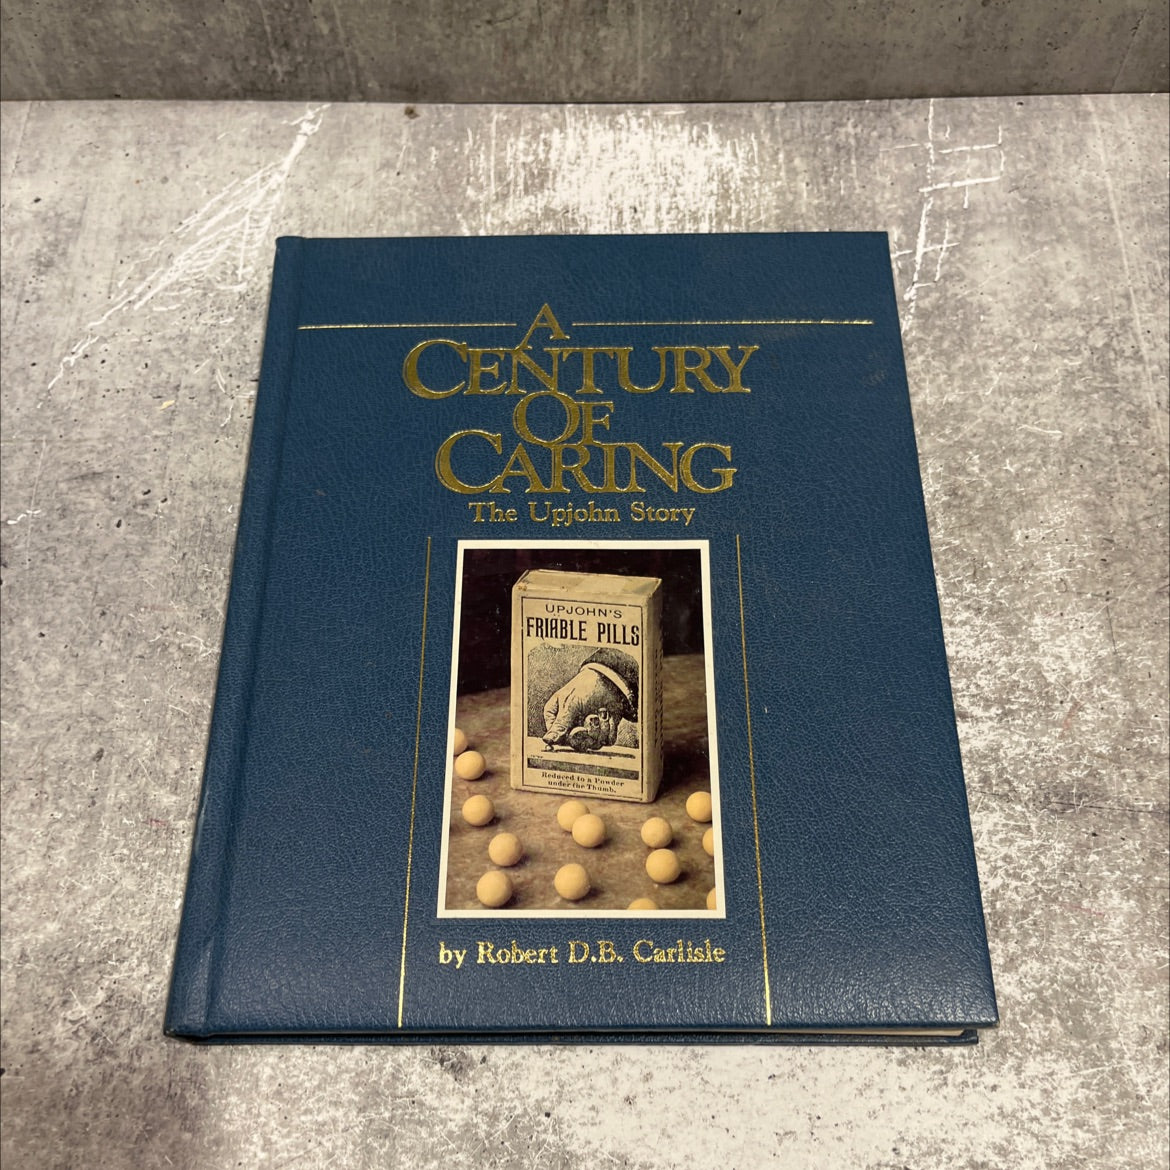 A
CENTURY
OF
CARING
The Upjohn Story
UPJOHN'S
FRIABLE PILLS
Reduced to a Powder
under the Thumb.
by Robert D.B. Carlisle